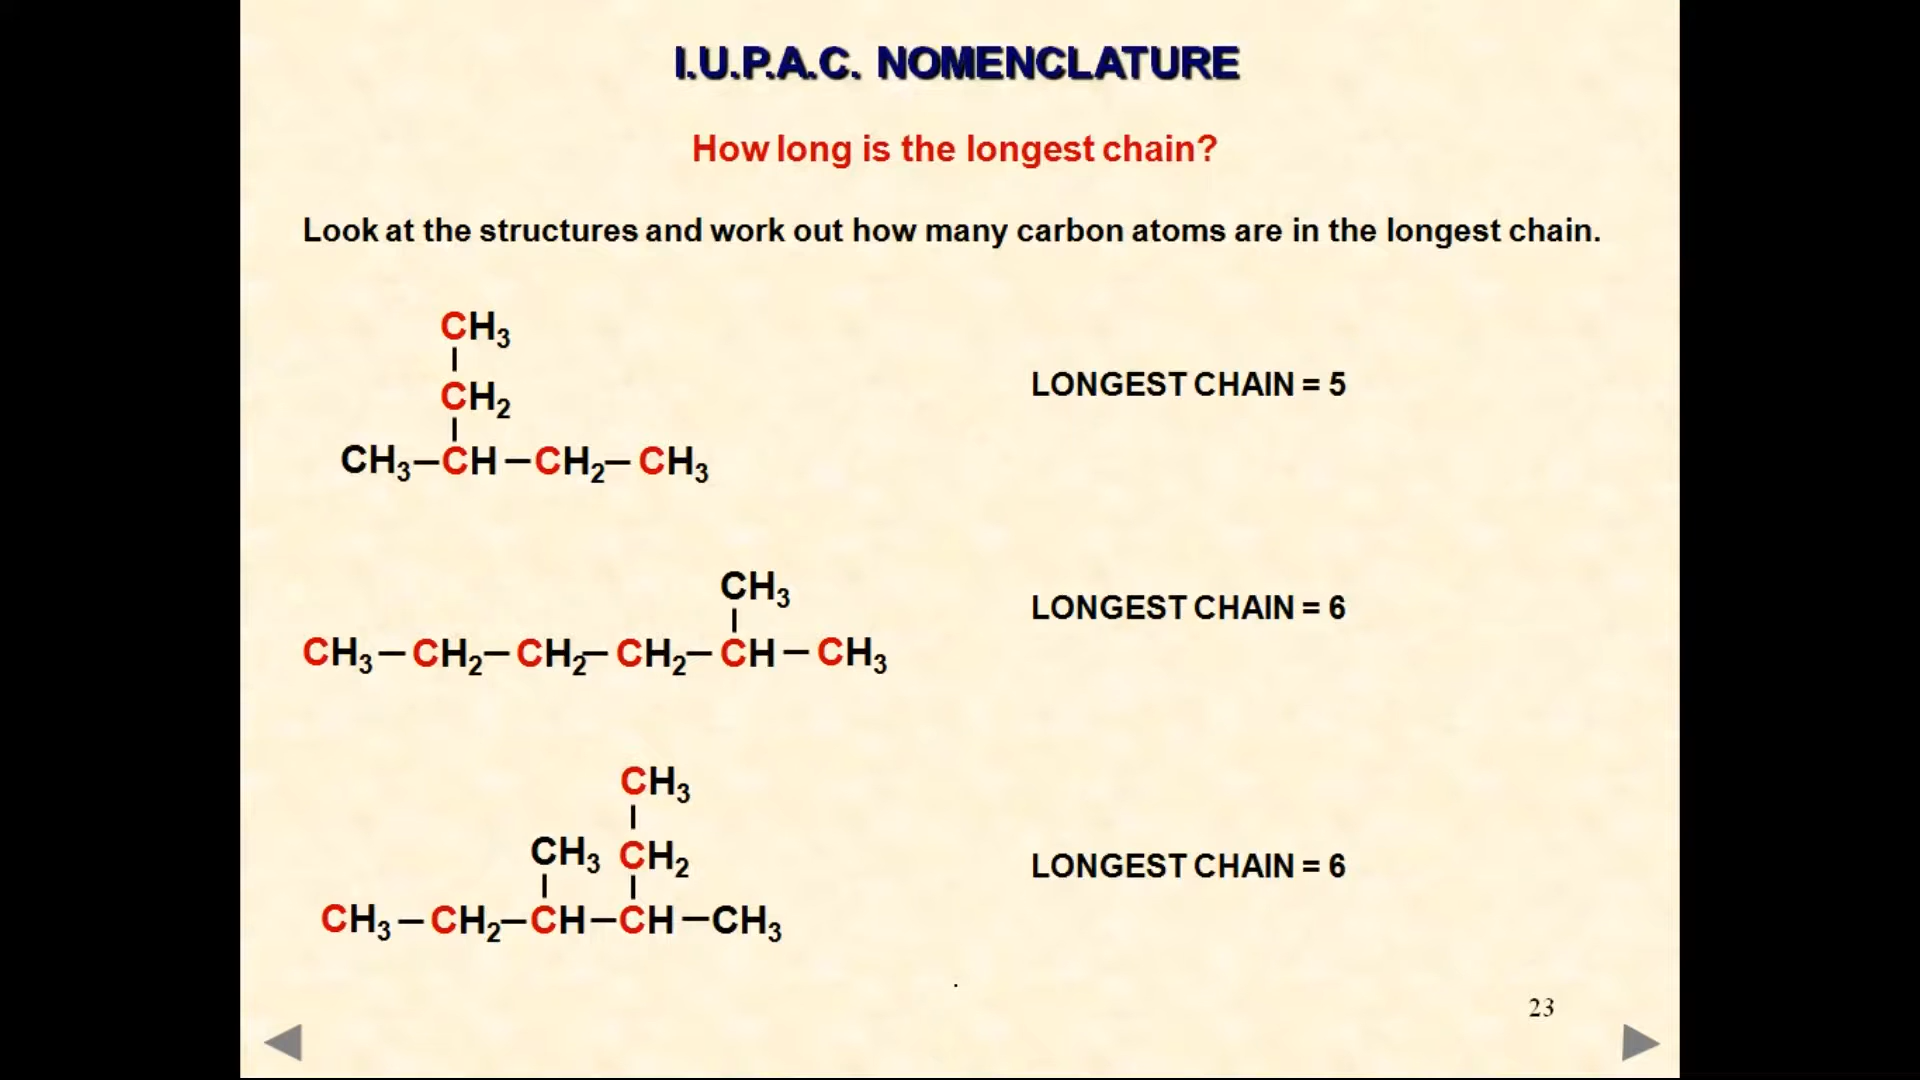 I.U.P.A.C. NOMENCLATURE
How long is the longest chain?
Look at the structures and work out how many carbon atoms are in the longest chain.
CH₃
CH₂
CH₃–CH–CH₂–CH₃
LONGEST CHAIN = 5
CH₃
CH₃–CH₂–CH₂–CH₂–CH–CH₃
LONGEST CHAIN = 6
CH₃
CH₃ CH₂
CH₃–CH₂–CH–CH–CH₃
LONGEST CHAIN = 6
.
23